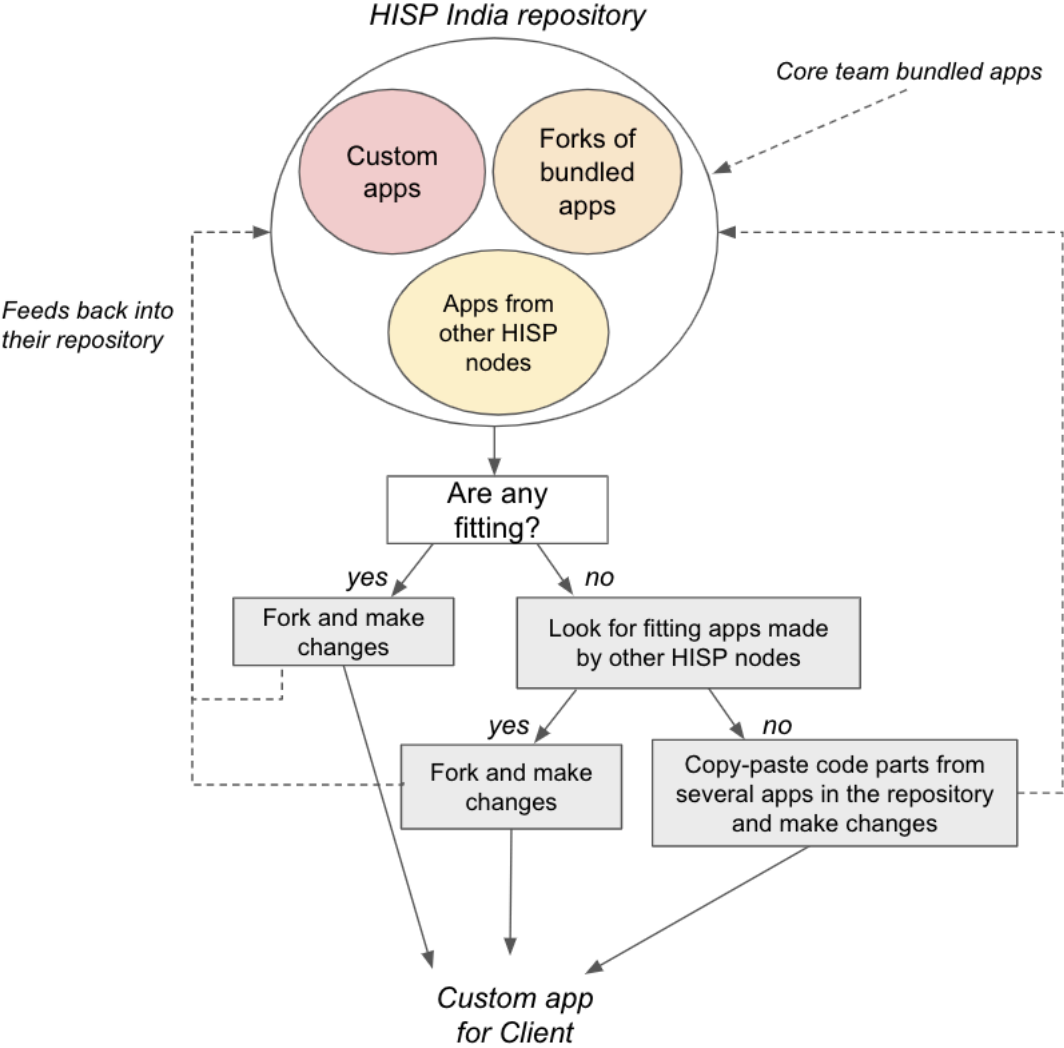 HISP India repository
Core team bundled apps
Custom
apps
Forks of
bundled
apps
Feeds back into
their repository
Apps from
other HISP
nodes
Are any
fitting?
yes
no
Fork and make
changes
Look for fitting apps made
by other HISP nodes
yes
no
Fork and make
changes
Copy-paste code parts from
several apps in the repository
and make changes
Custom app
for Client